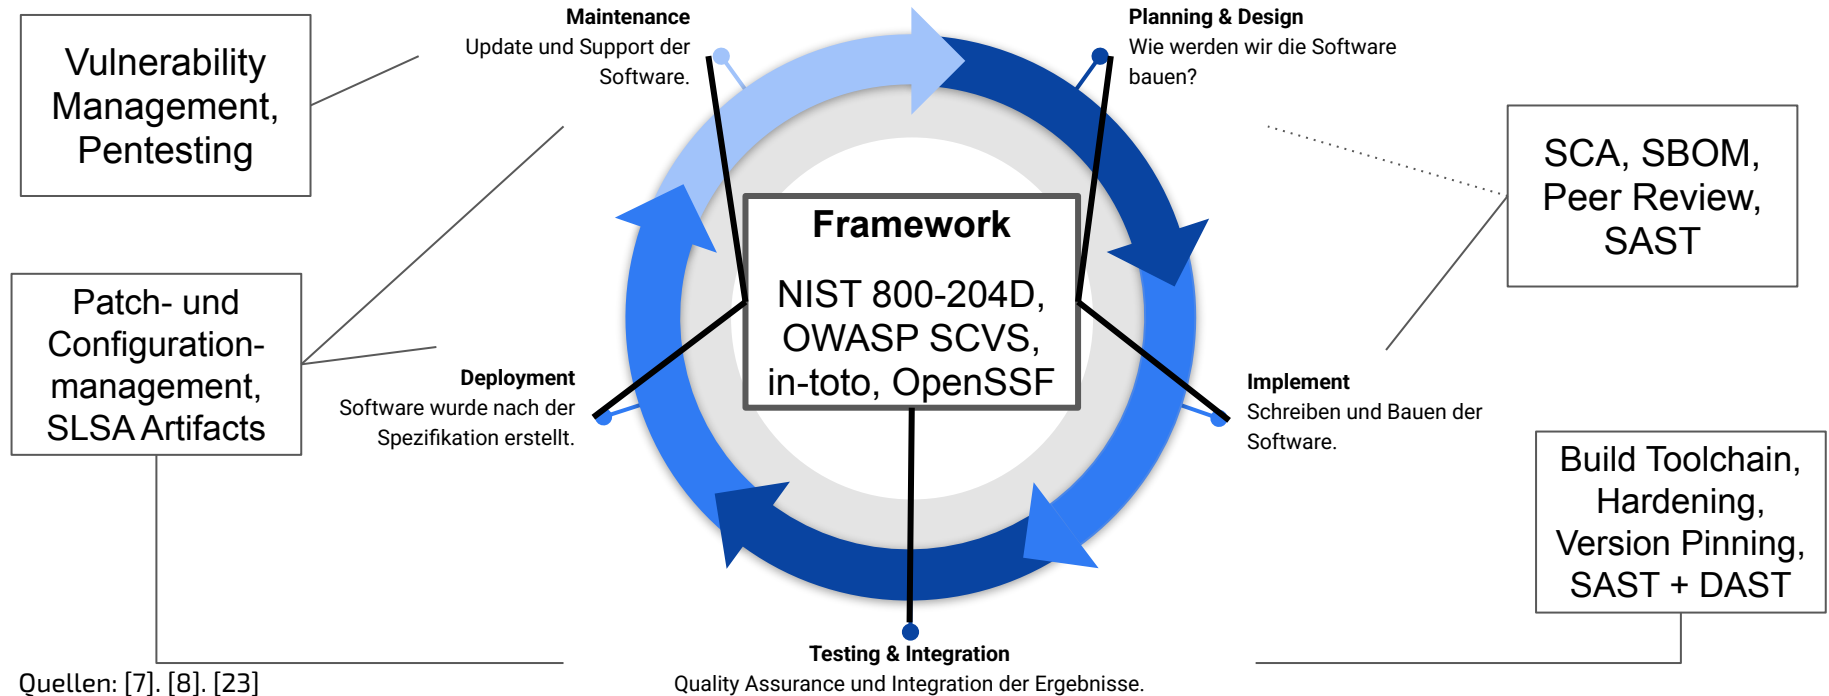 Vulnerability
Management,
Pentesting
Maintenance
Update und Support der
Software.
Planning & Design
Wie werden wir die Software
bauen?
SCA, SBOM,
Peer Review,
SAST
Framework
NIST 800-204D,
OWASP SCVS,
in-toto, OpenSSF
Patch- und
Configuration-
management,
SLSA Artifacts
Deployment
Software wurde nach der
Spezifikation erstellt.
Implement
Schreiben und Bauen der
Software.
Build Toolchain,
Hardening,
Version Pinning,
SAST + DAST
Testing & Integration
Quality Assurance und Integration der Ergebnisse.
Quellen: [7]. [8]. [23]